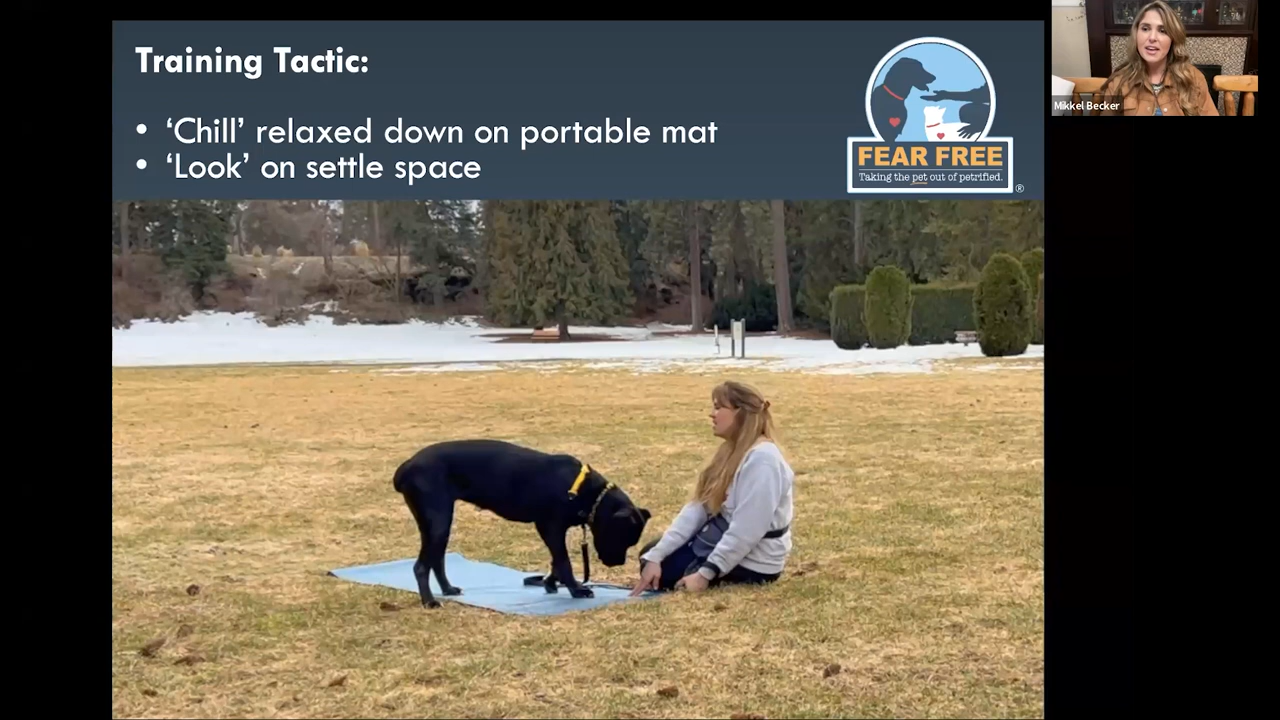 Training Tactic:
• ‘Chill’ relaxed down on portable mat
• ‘Look’ on settle space
FEAR FREE
Taking the pet out of petrified.
®
Mikkel Becker